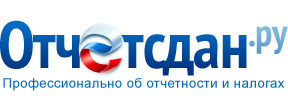 Отчетсдан.ру
Профессионально об отчетности и налогах